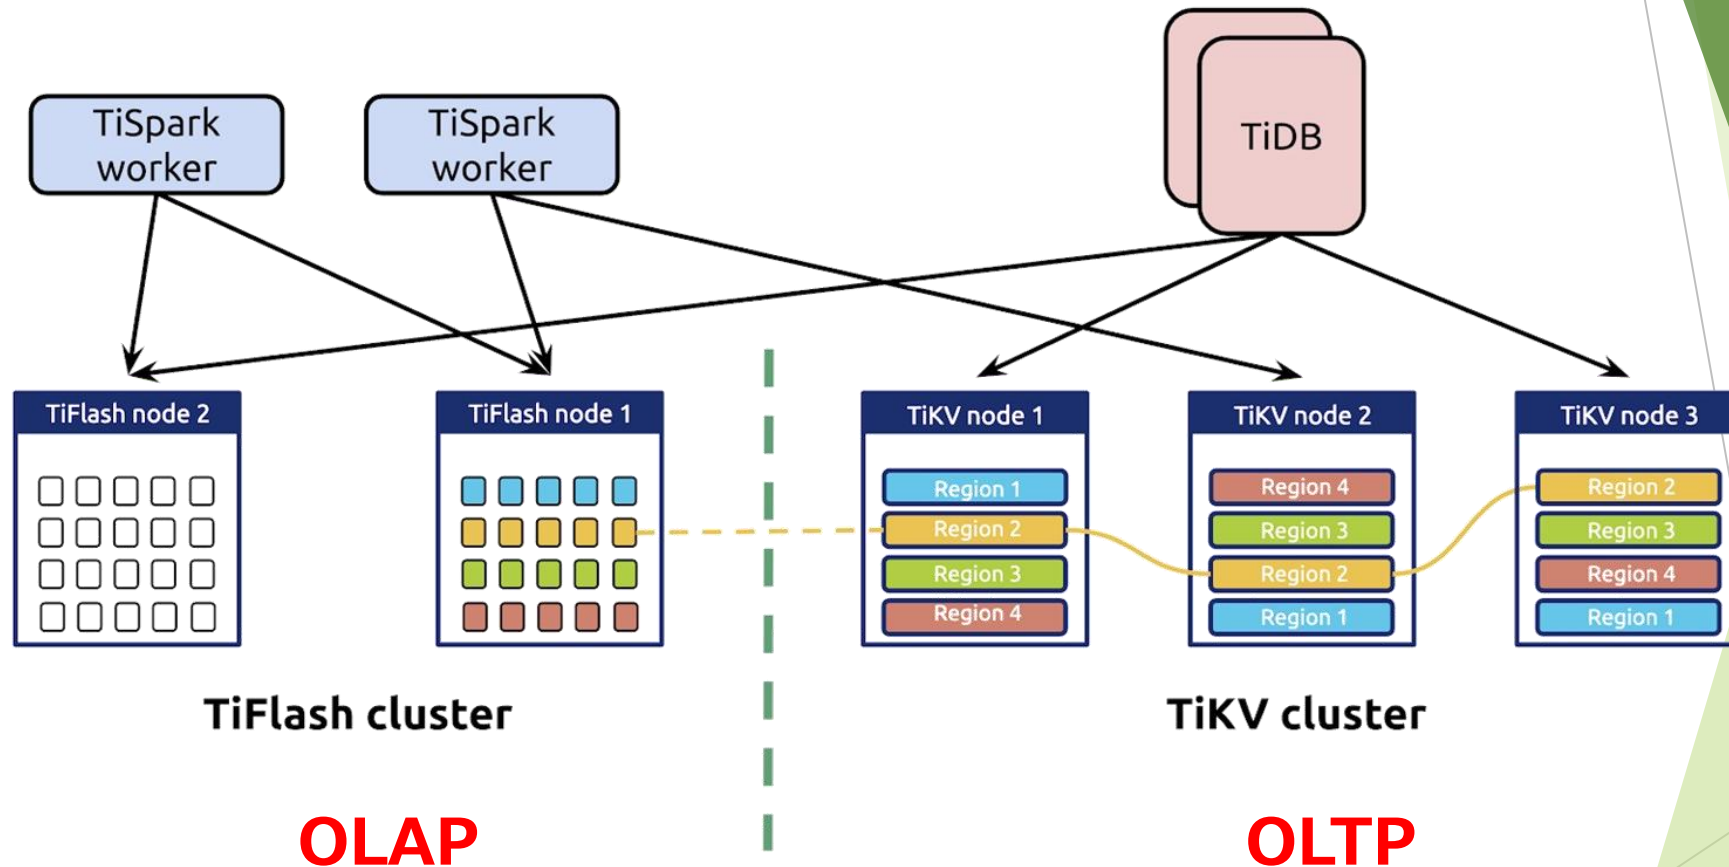 TiSpark
worker
TiSpark
worker
TiDB
TiFlash node 2
TiFlash node 1
TiKV node 1
Region 1
Region 2
Region 3
Region 4
TiKV node 2
Region 4
Region 3
Region 2
Region 1
TiKV node 3
Region 2
Region 3
Region 4
Region 1
TiFlash cluster
TiKV cluster
OLAP
OLTP